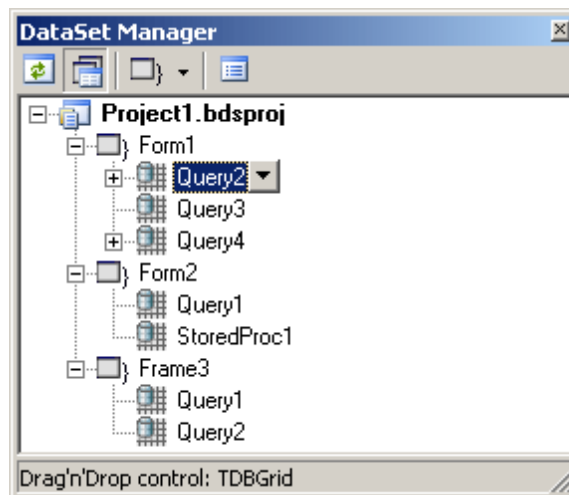 DataSet Manager
Project1.bdsproj
Form1
Query2
Query3
Query4
Form2
Query1
StoredProc1
Frame3
Query1
Query2
Drag'n'Drop control: TDBGrid